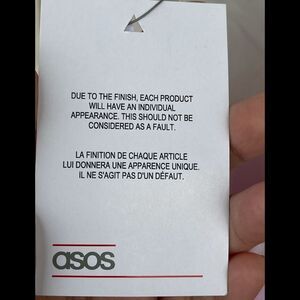 DUE TO THE FINISH, EACH PRODUCT
WILL HAVE AN INDIVIDUAL
APPEARANCE. THIS SHOULD NOT BE
CONSIDERED AS A FAULT.
LA FINITION DE CHAQUE ARTICLE
LUI DONNERA UNE APPARENCE UNIQUE.
IL NE S'AGIT PAS D'UN DÉFAUT.
asos